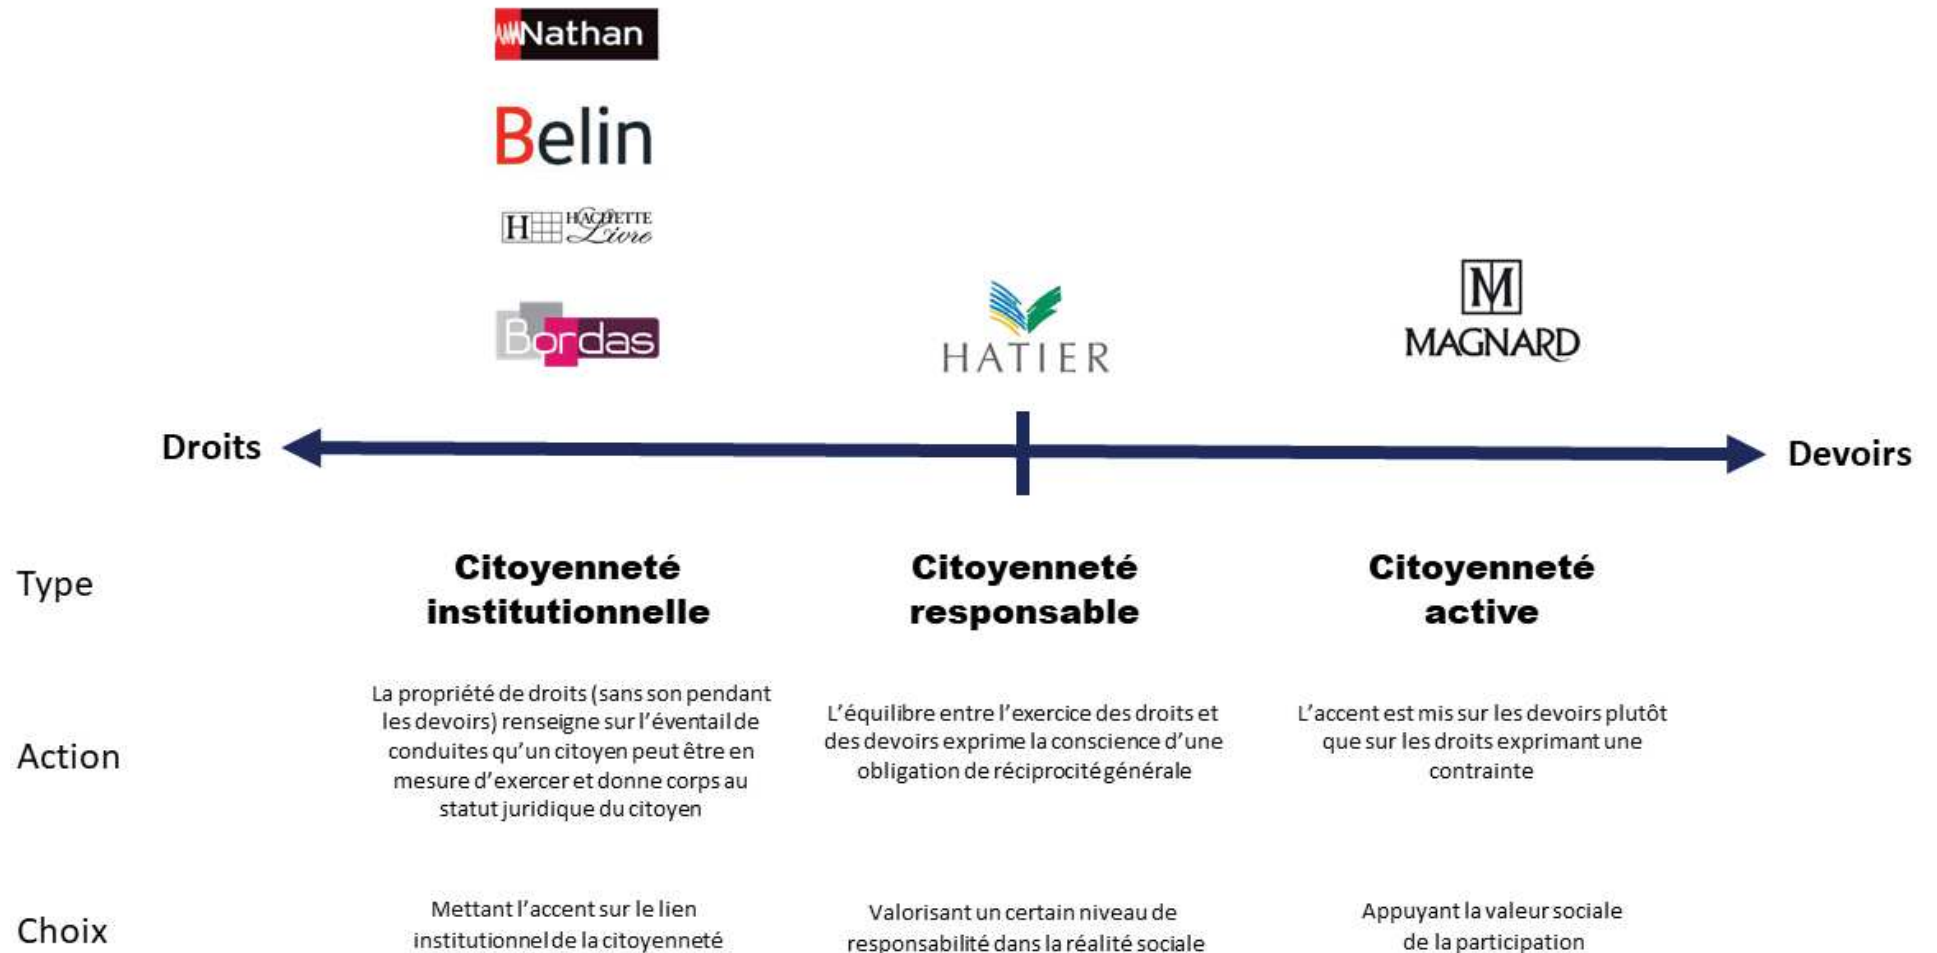 Nathan
Belin
H HACHETTE
Livre
Bordas
HATIER
M
MAGNARD
Droits
Devoirs
Type
Citoyenneté
institutionnelle
Citoyenneté
responsable
Citoyenneté
active
Action
La propriété de droits (sans son pendant
les devoirs) renseigne sur l'éventail de
conduites qu'un citoyen peut être en
mesure d'exercer et donne corps au
statut juridique du citoyen
L'équilibre entre l'exercice des droits et
des devoirs exprime la conscience d'une
obligation de réciprocité générale
L'accent est mis sur les devoirs plutôt
que sur les droits exprimant une
contrainte
Choix
Mettant l'accent sur le lien
institutionnel de la citoyenneté
Valorisant un certain niveau de
responsabilité dans la réalité sociale
Appuyant la valeur sociale
de la participation